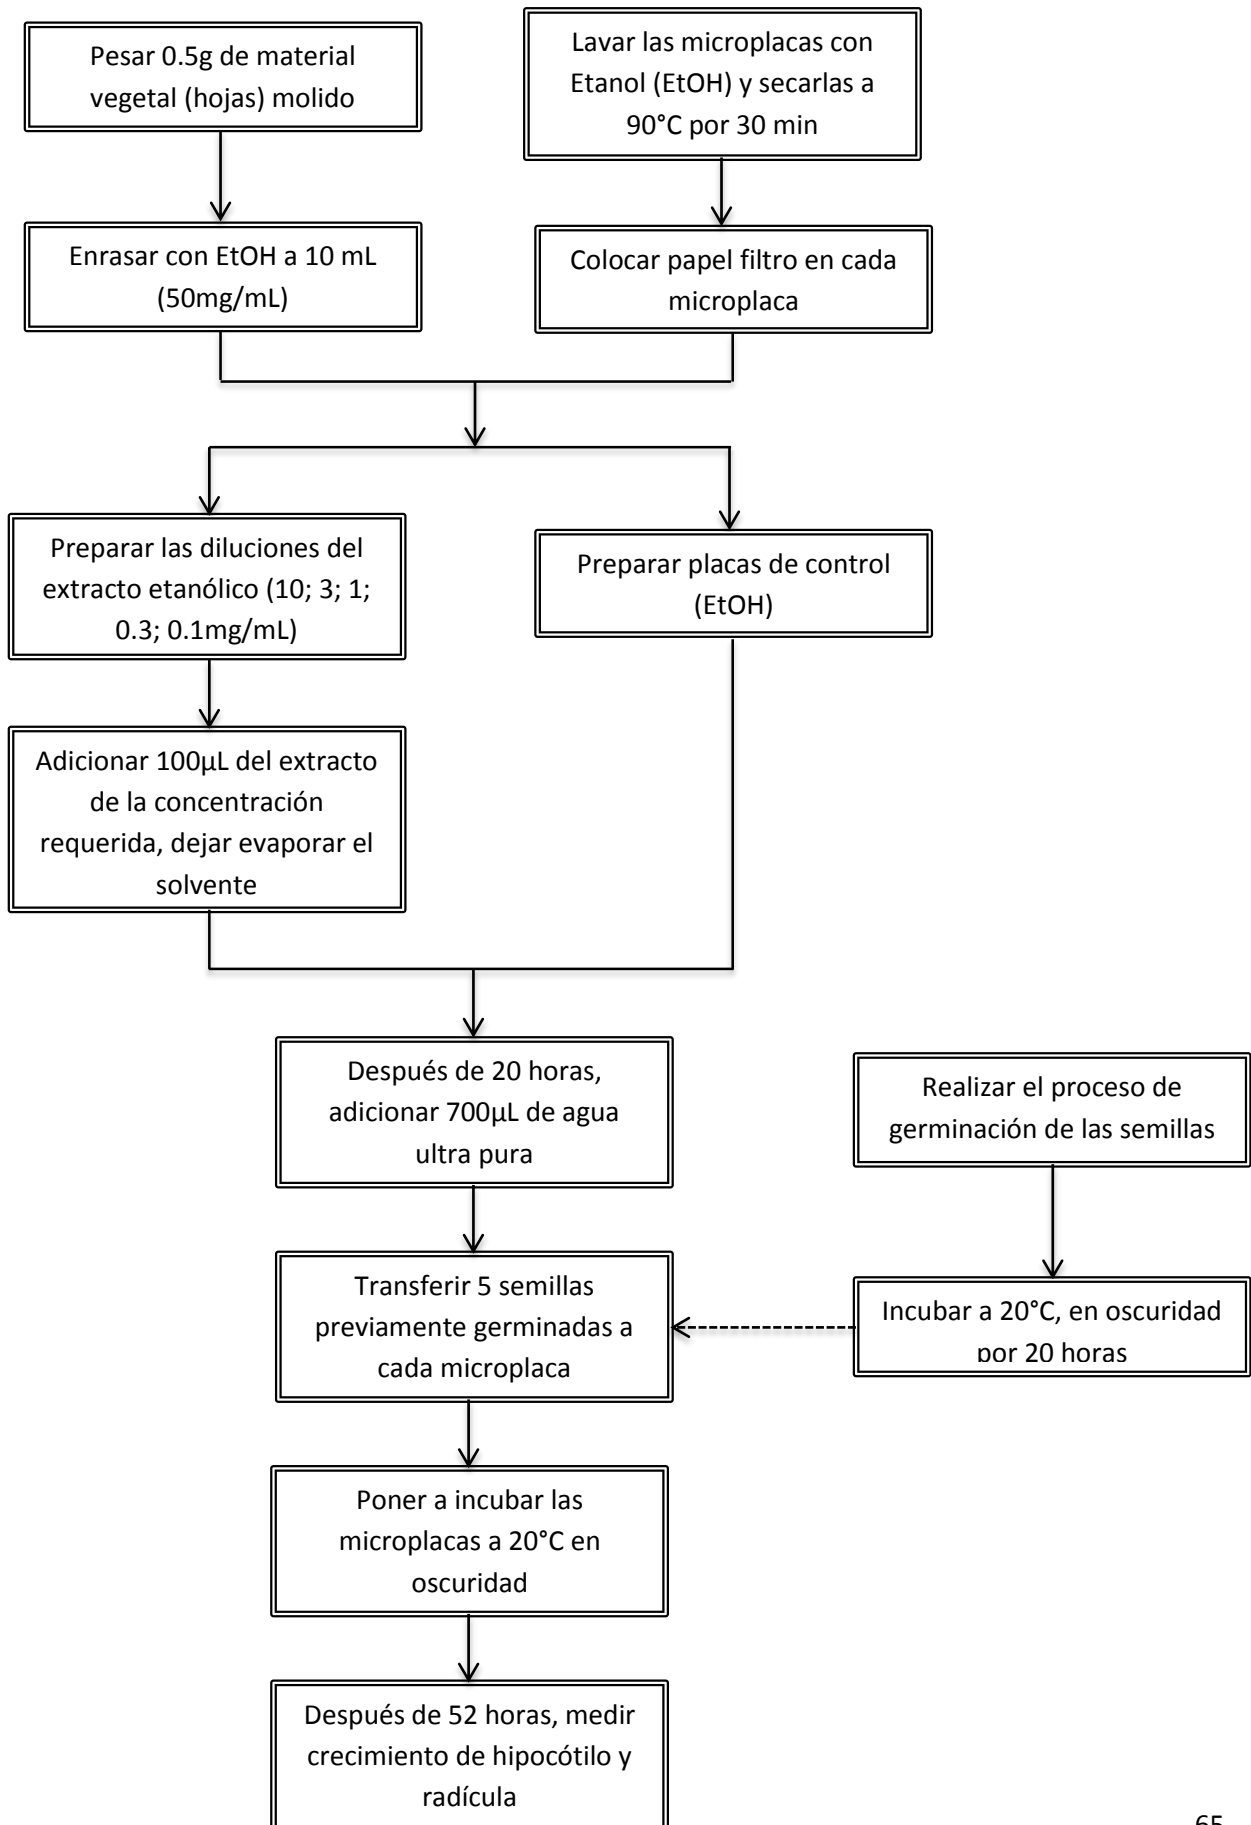 Pesar 0.5g de material
vegetal (hojas) molido
Lavar las microplacas con
Etanol (EtOH) y secarlas a
90°C por 30 min
Enrasar con EtOH a 10 mL
(50mg/mL)
Colocar papel filtro en cada
microplaca
Preparar las diluciones del
extracto etanólico (10; 3; 1;
0.3; 0.1mg/mL)
Preparar placas de control
(EtOH)
Adicionar 100µL del extracto
de la concentración
requerida, dejar evaporar el
solvente
Después de 20 horas,
adicionar 700µL de agua
ultra pura
Realizar el proceso de
germinación de las semillas
Transferir 5 semillas
previamente germinadas a
cada microplaca
Incubar a 20°C, en oscuridad
por 20 horas
Poner a incubar las
microplacas a 20°C en
oscuridad
Después de 52 horas, medir
crecimiento de hipocótilo y
radícula
65